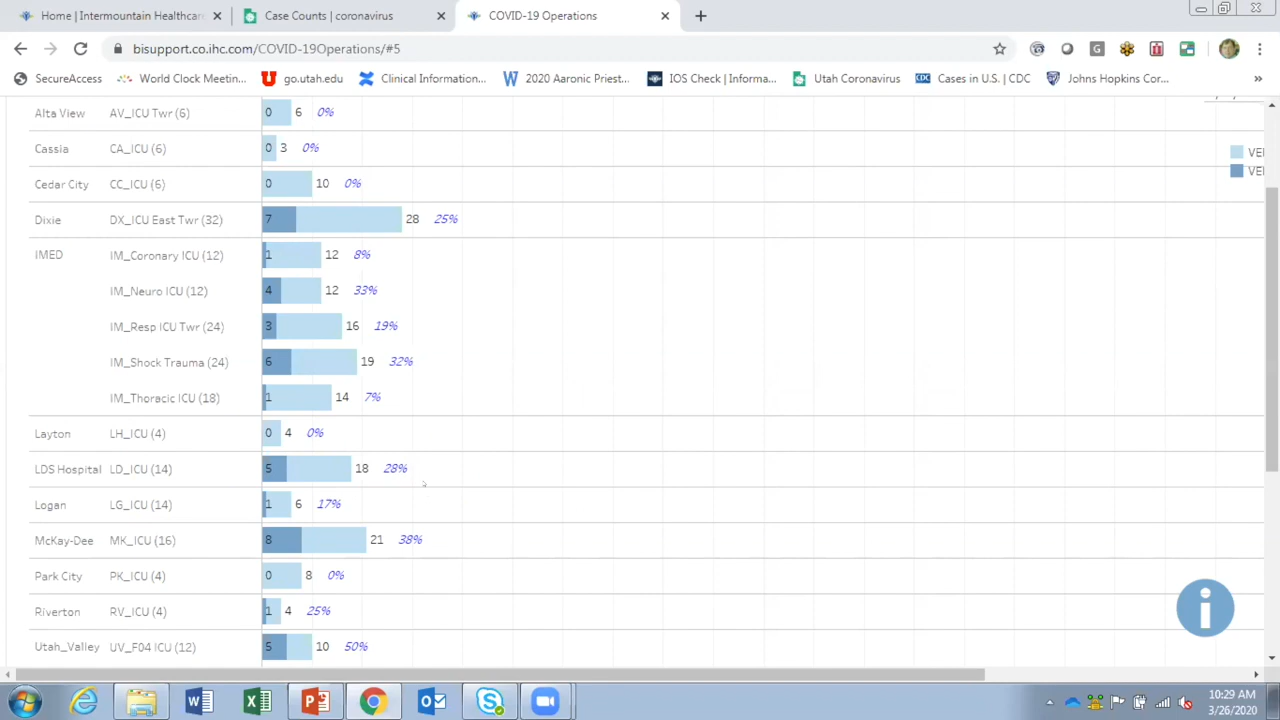 Home | Intermountain Healthcar
Case Counts | coronavirus
COVID-19 Operations
bisupport.co.ihc.com/COVID-19Operations/#5
SecureAccess World Clock Meetin... go.utah.edu Clinical Information... 2020 Aaronic Priest... IOS Check | Informa... Utah Coronavirus CDC Cases in U.S. | CDC Johns Hopkins Cor... »
Alta View AV_ICU Twr (6) 0 6 0%
VE
Cassia CA_ICU (6) 0 3 0%
VE
Cedar City CC_ICU (6) 0 10 0%
Dixie DX_ICU East Twr (32) 7 28 25%
IMED IM_Coronary ICU (12) 1 12 8%
IM_Neuro ICU (12) 4 12 33%
IM_Resp ICU Twr (24) 3 16 19%
IM_Shock Trauma (24) 6 19 32%
IM_Thoracic ICU (18) 1 14 7%
Layton LH_ICU (4) 0 4 0%
LDS Hospital LD_ICU (14) 5 18 28%
Logan LG_ICU (14) 1 6 17%
McKay-Dee MK_ICU (16) 8 21 38%
Park City PK_ICU (4) 0 8 0%
Riverton RV_ICU (4) 1 4 25%
Utah_Valley UV_F04 ICU (12) 5 10 50%
10:29 AM
3/26/2020